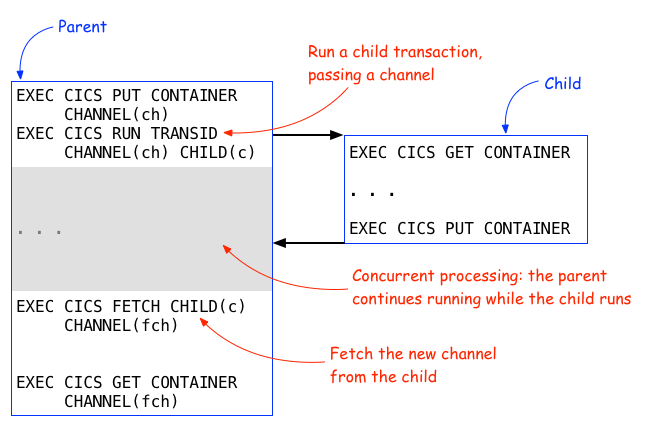 Parent
Run a child transaction,
passing a channel
Child
EXEC CICS PUT CONTAINER
CHANNEL(ch)
EXEC CICS RUN TRANSID
CHANNEL(ch) CHILD(c)
. . .
EXEC CICS FETCH CHILD(c)
CHANNEL(fch)
EXEC CICS GET CONTAINER
CHANNEL(fch)
EXEC CICS GET CONTAINER
. . .
EXEC CICS PUT CONTAINER
Concurrent processing: the parent
continues running while the child runs
Fetch the new channel
from the child